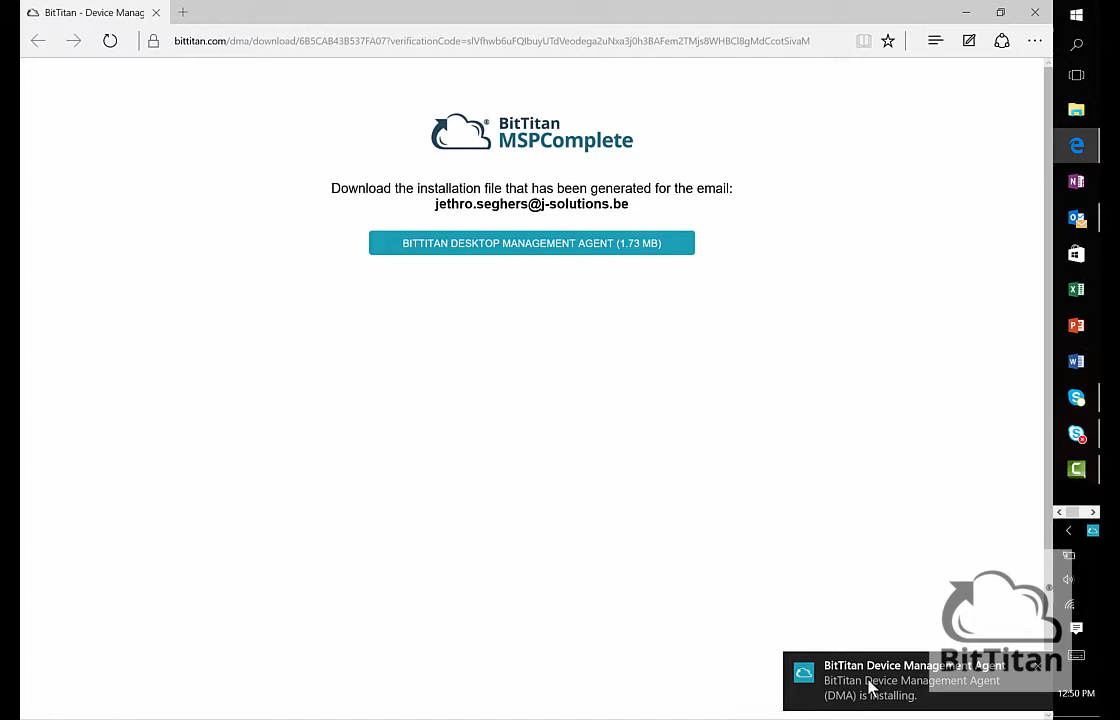 BitTitan - Device Manag
bittitan.com/dma/download/6B5CAB43B537FA07?verificationCode=slVfhwb6uFQIbuyUTdVeodega2uNxa3j0h3BAFem2TMjs8WHBCl8gMdCcotSivaM
BitTitan
MSPComplete
Download the installation file that has been generated for the email:
jethro.seghers@j-solutions.be
BITTITAN DESKTOP MANAGEMENT AGENT (1.73 MB)
BitTitan Device Management Agent
BitTitan Device Management Agent
(DMA) is installing.
BitTitan
12:50 PM